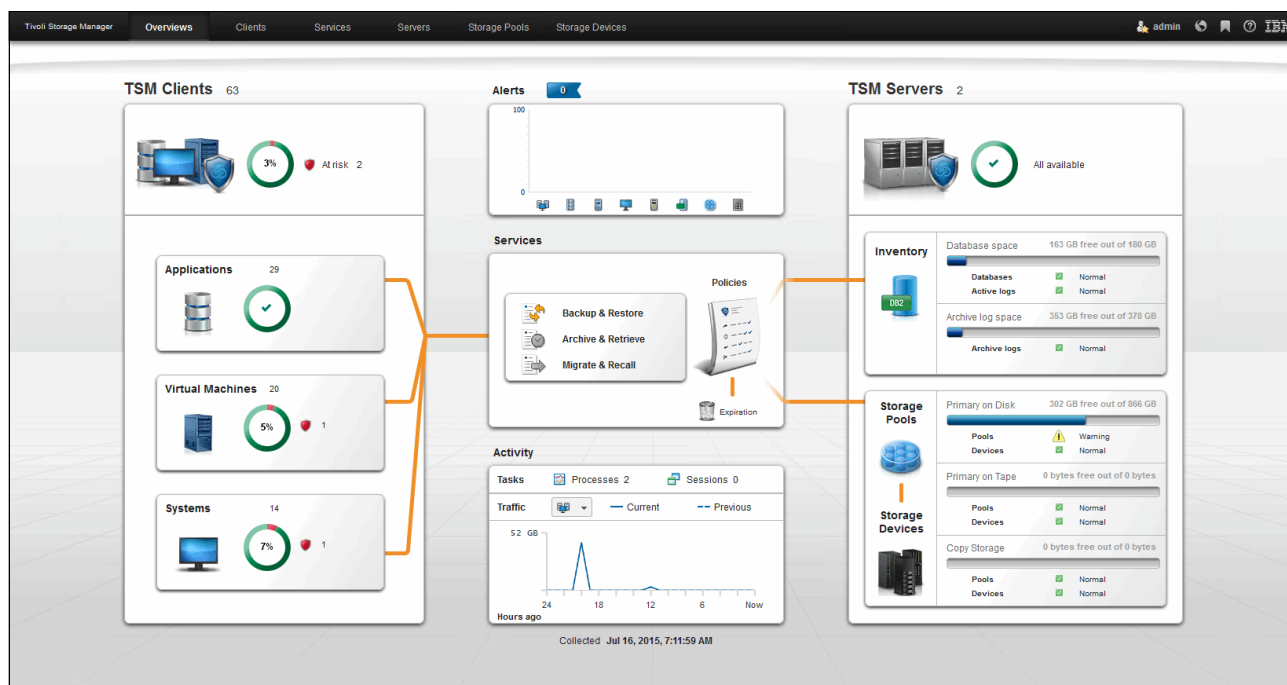 Tivoli Storage Manager Overviews Clients Services Servers Storage Pools Storage Devices admin IBM
TSM Clients 63
3% At risk 2
Applications 29
Virtual Machines 20
5% 1
Systems 14
7% 1
Alerts 0
100
0
Services
Policies
Backup & Restore
Archive & Retrieve
Migrate & Recall
Expiration
Activity
Tasks Processes 2 Sessions 0
Traffic Current Previous
52 GB
24 18 12 6 Now
Hours ago
Collected Jul 16, 2015, 7:11:59 AM
TSM Servers 2
All available
Inventory
DB2
Database space 163 GB free out of 180 GB
Databases Normal
Active logs Normal
Archive log space 353 GB free out of 378 GB
Archive logs Normal
Storage
Pools
Storage
Devices
Primary on Disk 302 GB free out of 866 GB
Pools Warning
Devices Normal
Primary on Tape 0 bytes free out of 0 bytes
Pools Normal
Devices Normal
Copy Storage 0 bytes free out of 0 bytes
Pools Normal
Devices Normal